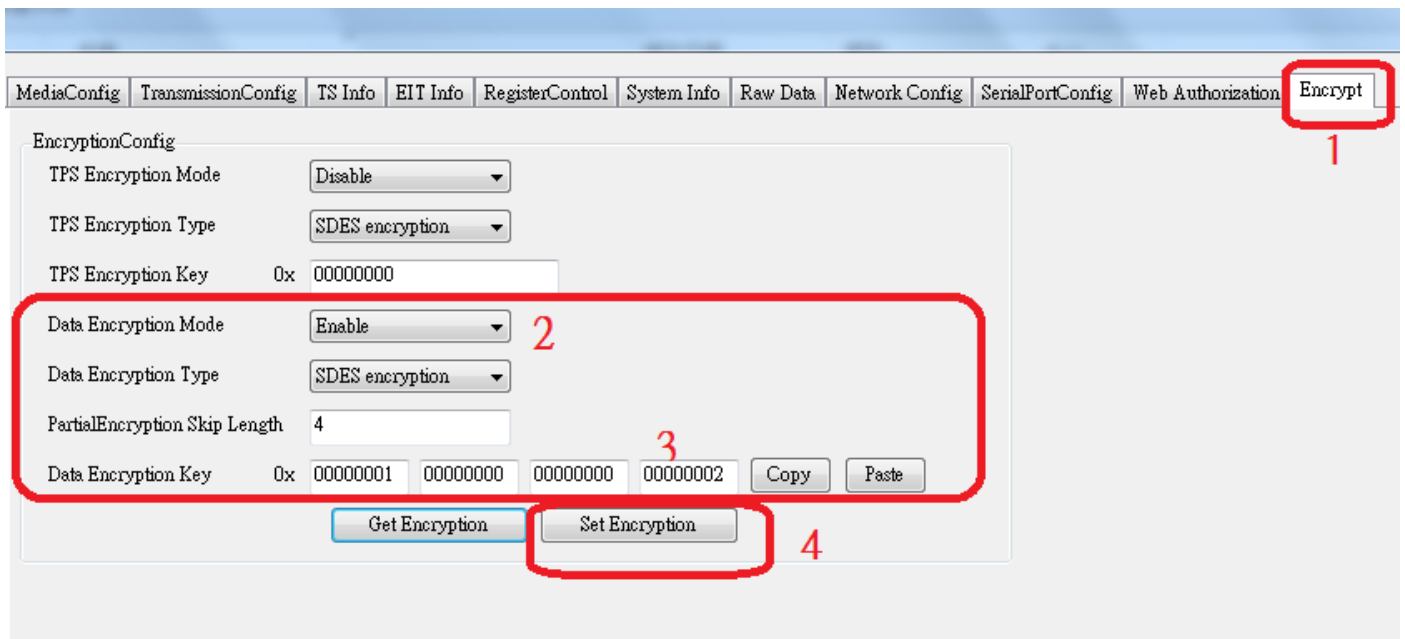 MediaConfig TransmissionConfig TS Info EIT Info RegisterControl System Info Raw Data Network Config SerialPortConfig Web Authorization Encrypt
1
EncryptionConfig
TPS Encryption Mode Disable
TPS Encryption Type SDES encryption
TPS Encryption Key 0x 00000000
Data Encryption Mode Enable 2
Data Encryption Type SDES encryption
PartialEncryption Skip Length 4
3
Data Encryption Key 0x 00000001 00000000 00000000 00000002 Copy Paste
Get Encryption Set Encryption 4